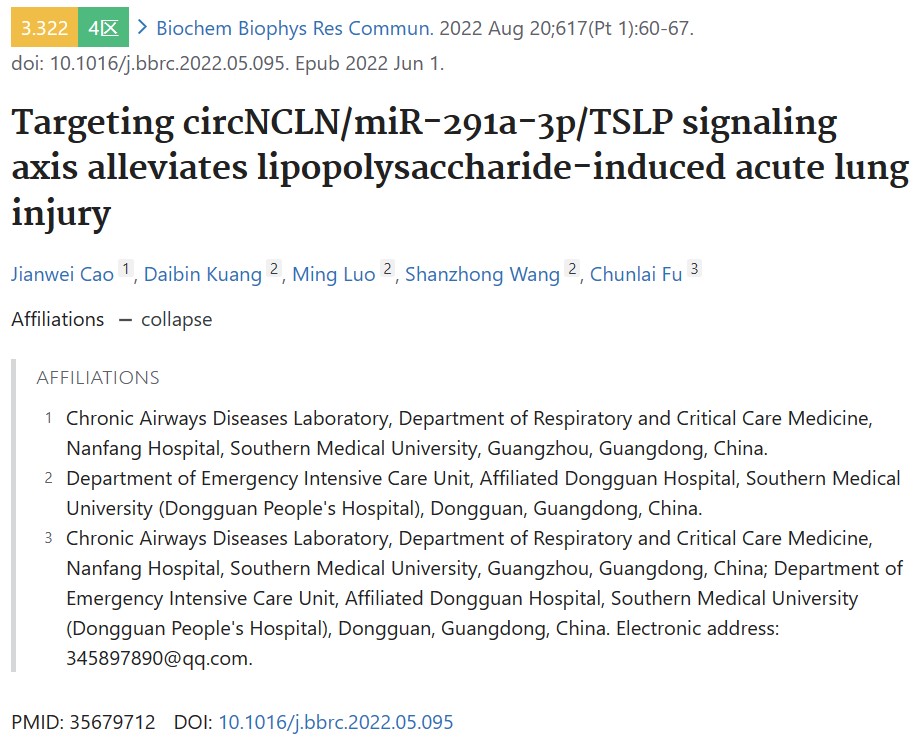 3.322 4区 > Biochem Biophys Res Commun. 2022 Aug 20;617(Pt 1):60-67.
doi: 10.1016/j.bbrc.2022.05.095. Epub 2022 Jun 1.
Targeting circNCLN/miR-291a-3p/TSLP signaling
axis alleviates lipopolysaccharide-induced acute lung
injury
Jianwei Cao 1, Daibin Kuang 2, Ming Luo 2, Shanzhong Wang 2, Chunlai Fu 3
Affiliations — collapse
AFFILIATIONS
1 Chronic Airways Diseases Laboratory, Department of Respiratory and Critical Care Medicine,
Nanfang Hospital, Southern Medical University, Guangzhou, Guangdong, China.
2 Department of Emergency Intensive Care Unit, Affiliated Dongguan Hospital, Southern Medical
University (Dongguan People's Hospital), Dongguan, Guangdong, China.
3 Chronic Airways Diseases Laboratory, Department of Respiratory and Critical Care Medicine,
Nanfang Hospital, Southern Medical University, Guangzhou, Guangdong, China; Department of
Emergency Intensive Care Unit, Affiliated Dongguan Hospital, Southern Medical University
(Dongguan People's Hospital), Dongguan, Guangdong, China. Electronic address:
345897890@qq.com.
PMID: 35679712 DOI: 10.1016/j.bbrc.2022.05.095